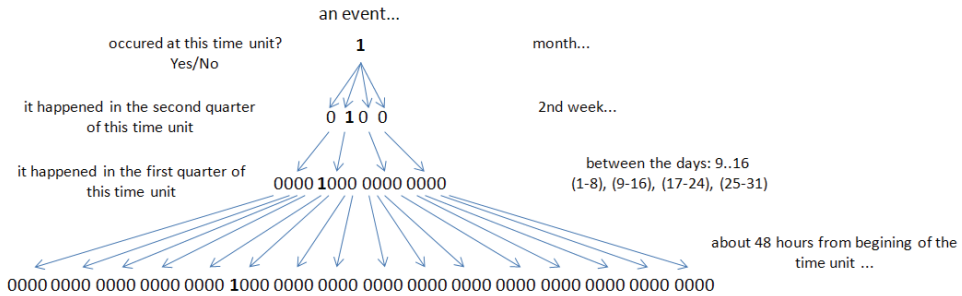 an event...
occured at this time unit?
Yes/No
1
month...
it happened in the second quarter
of this time unit
0 1 0 0
2nd week...
it happened in the first quarter of
this time unit
0000 1000 0000 0000
between the days: 9..16
(1-8), (9-16), (17-24), (25-31)
about 48 hours from begining of the
time unit ...
0000 0000 0000 0000 0000 1000 0000 0000 0000 0000 0000 0000 0000 0000 0000 0000